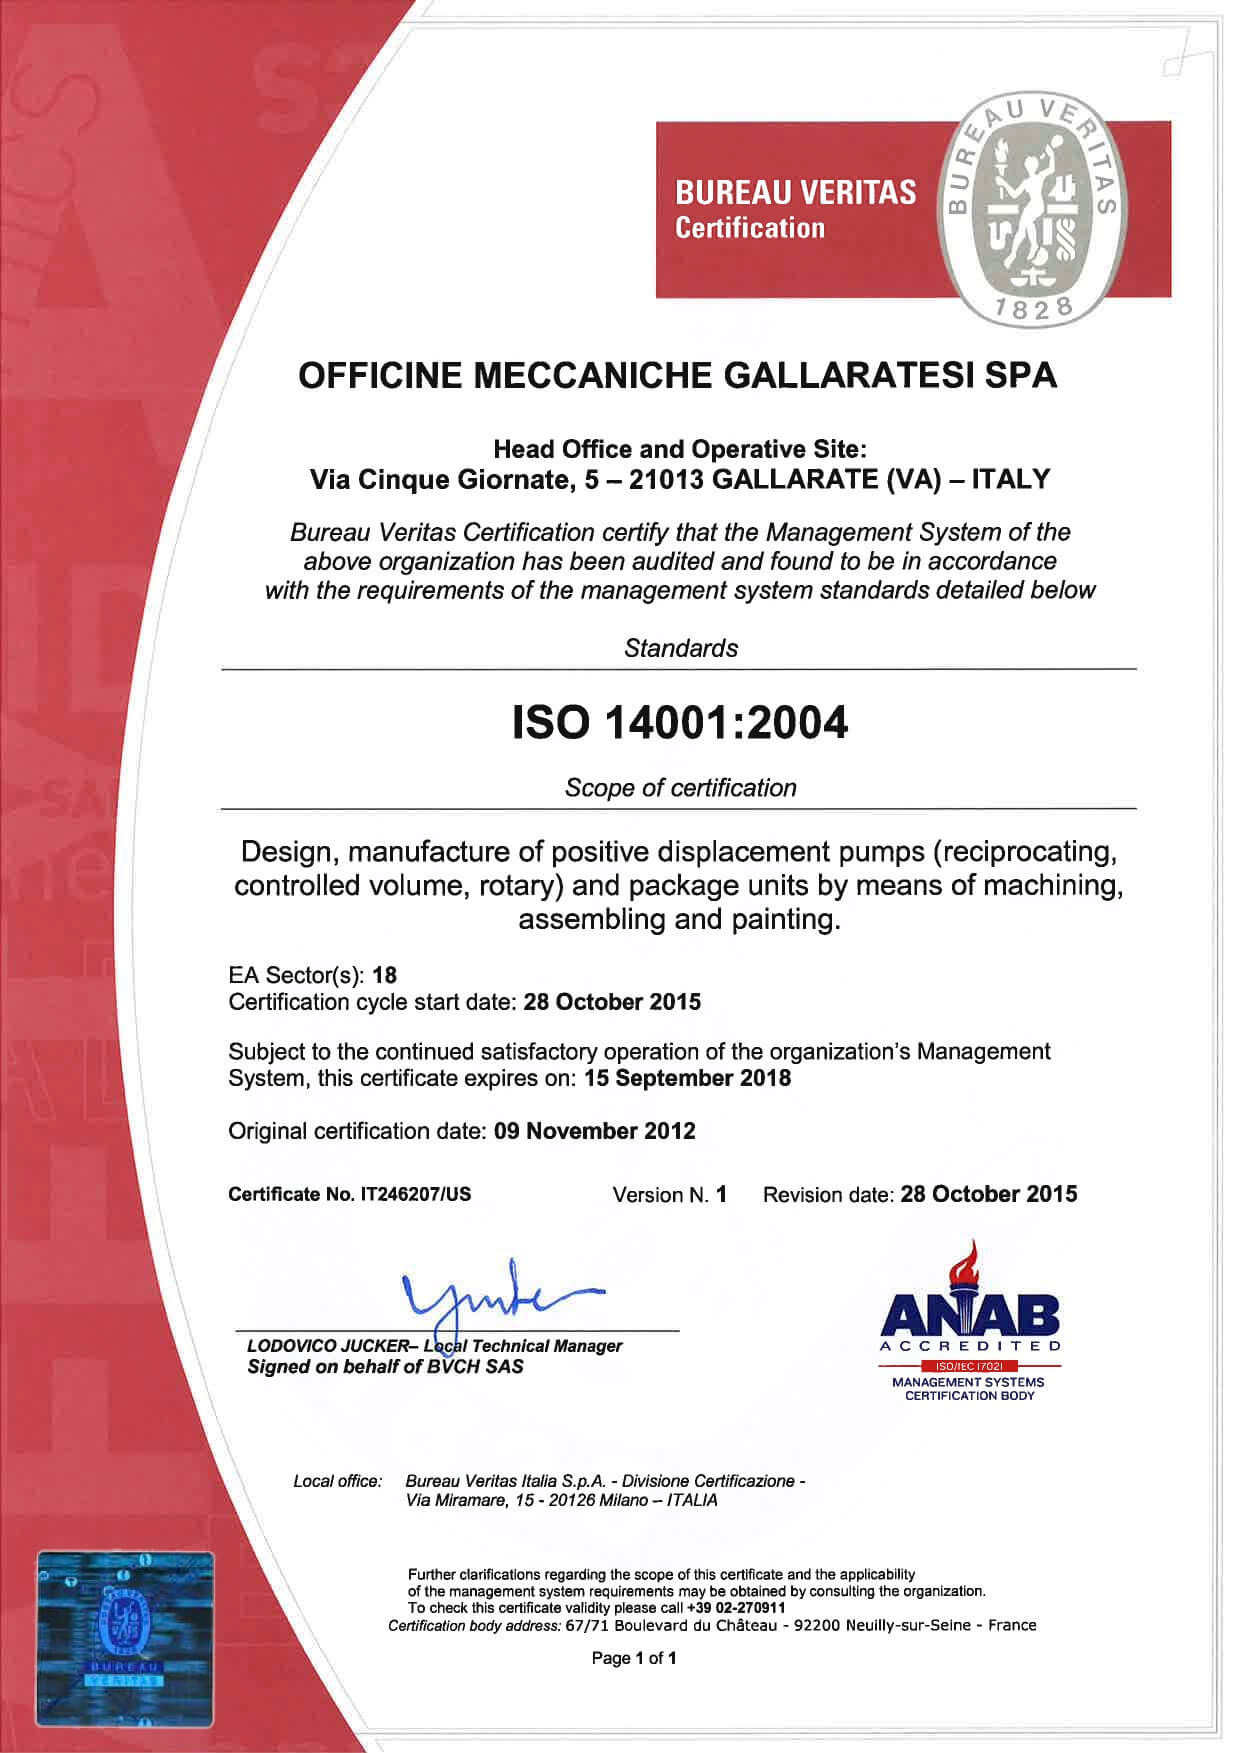 BUREAU VERITAS
Certification
BUREAU VERITAS
1828
OFFICINE MECCANICHE GALLARATESI SPA
Head Office and Operative Site:
Via Cinque Giornate, 5 – 21013 GALLARATE (VA) – ITALY
Bureau Veritas Certification certify that the Management System of the
above organization has been audited and found to be in accordance
with the requirements of the management system standards detailed below
Standards
ISO 14001:2004
Scope of certification
Design, manufacture of positive displacement pumps (reciprocating,
controlled volume, rotary) and package units by means of machining,
assembling and painting.
EA Sector(s): 18
Certification cycle start date: 28 October 2015
Subject to the continued satisfactory operation of the organization's Management
System, this certificate expires on: 15 September 2018
Original certification date: 09 November 2012
Certificate No. IT246207/US Version N. 1 Revision date: 28 October 2015
LODOVICO JUCKER– Local Technical Manager
Signed on behalf of BVCH SAS
ANAB
ACCREDITED
ISO/IEC 17021
MANAGEMENT SYSTEMS
CERTIFICATION BODY
Local office: Bureau Veritas Italia S.p.A. - Divisione Certificazione -
Via Miramare, 15 - 20126 Milano – ITALIA
Further clarifications regarding the scope of this certificate and the applicability
of the management system requirements may be obtained by consulting the organization.
To check this certificate validity please call +39 02-270911
Certification body address: 67/71 Boulevard du Château - 92200 Neuilly-sur-Seine - France
Page 1 of 1
BUREAU
VERITAS